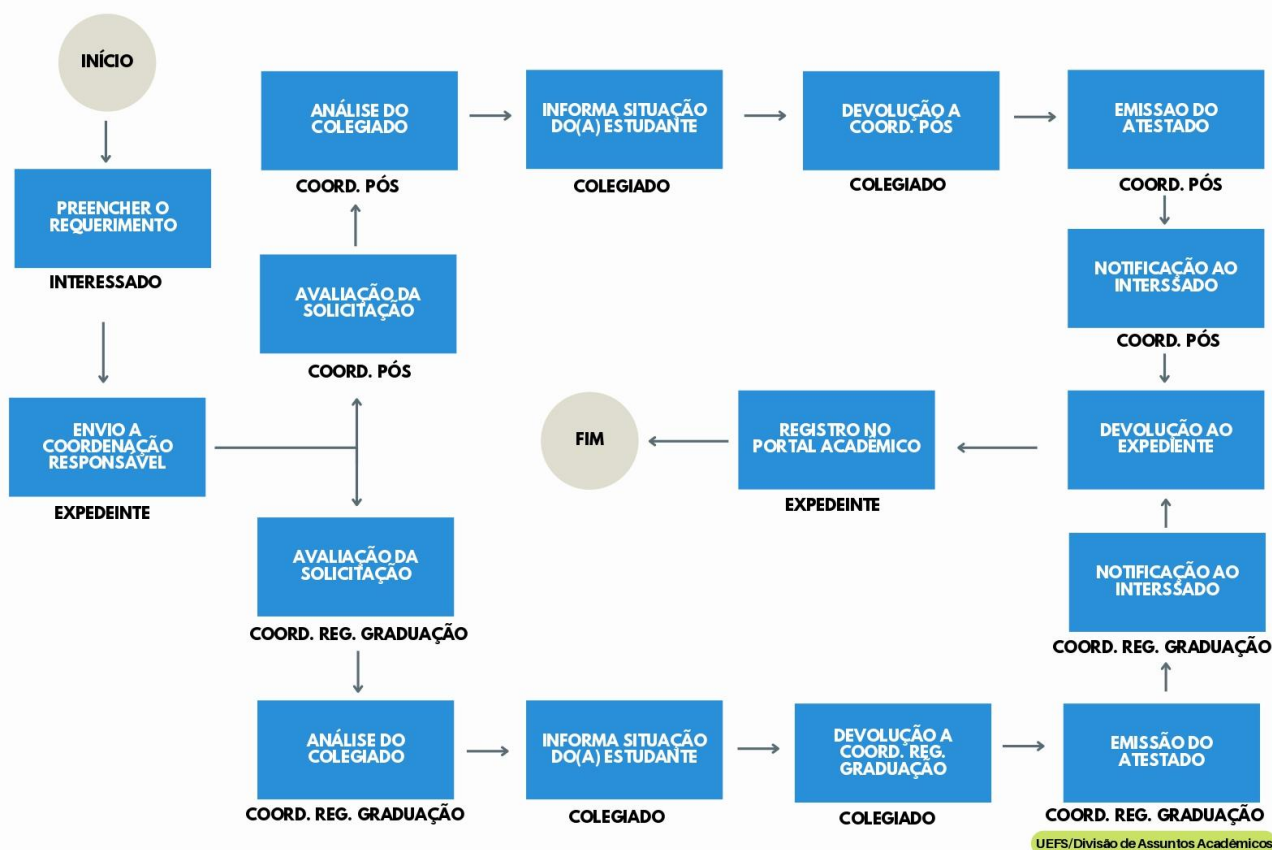 INÍCIO
PREENCHER O
REQUERIMENTO
INTERESSADO
ENVIO A
COORDENAÇÃO
RESPONSÁVEL
EXPEDEINTE
AVALIAÇÃO DA
SOLICITAÇÃO
COORD. PÓS
ANÁLISE DO
COLEGIADO
COORD. PÓS
INFORMA SITUAÇÃO
DO(A) ESTUDANTE
COLEGIADO
DEVOLUÇÃO A
COORD. PÓS
COLEGIADO
EMISSAO DO
ATESTADO
COORD. PÓS
NOTIFICAÇÃO AO
INTERSSADO
COORD. PÓS
AVALIAÇÃO DA
SOLICITAÇÃO
COORD. REG. GRADUAÇÃO
ANÁLISE DO
COLEGIADO
COORD. REG. GRADUAÇÃO
INFORMA SITUAÇÃO
DO(A) ESTUDANTE
COLEGIADO
DEVOLUÇÃO A
COORD. REG.
GRADUAÇÃO
COLEGIADO
EMISSÃO DO
ATESTADO
COORD. REG. GRADUAÇÃO
NOTIFICAÇÃO AO
INTERSSADO
COORD. REG. GRADUAÇÃO
DEVOLUÇÃO AO
EXPEDIENTE
REGISTRO NO
PORTAL ACADÊMICO
EXPEDEINTE
FIM
UEFS/Divisão de Assuntos Acadêmicos